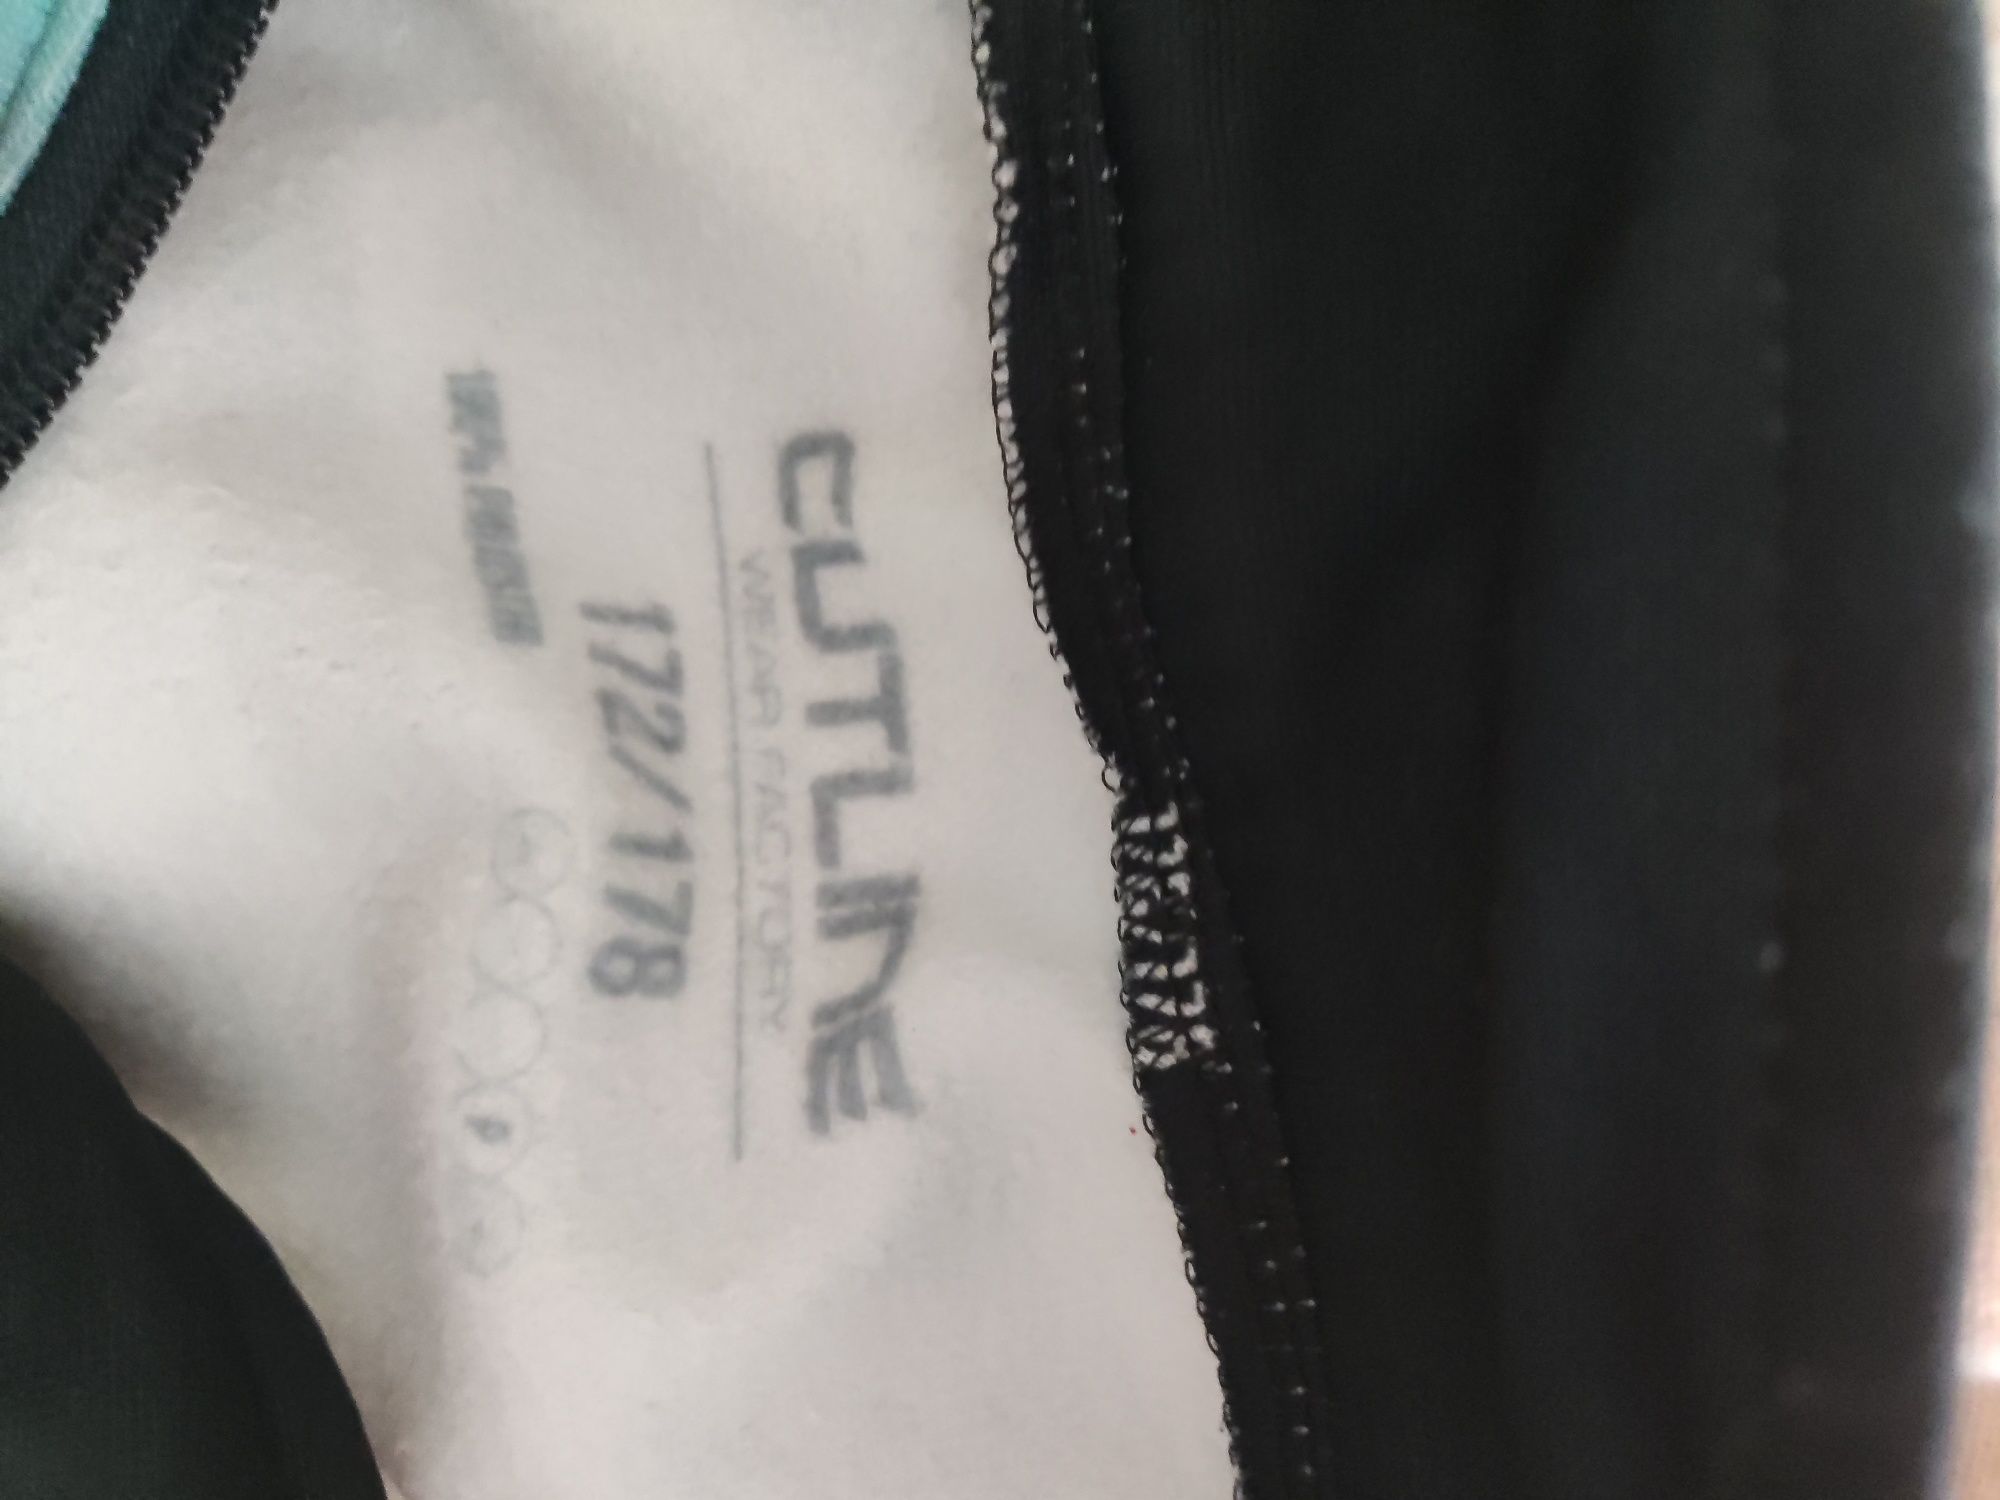 CUTLINE
WEAR FACTORY
172/178